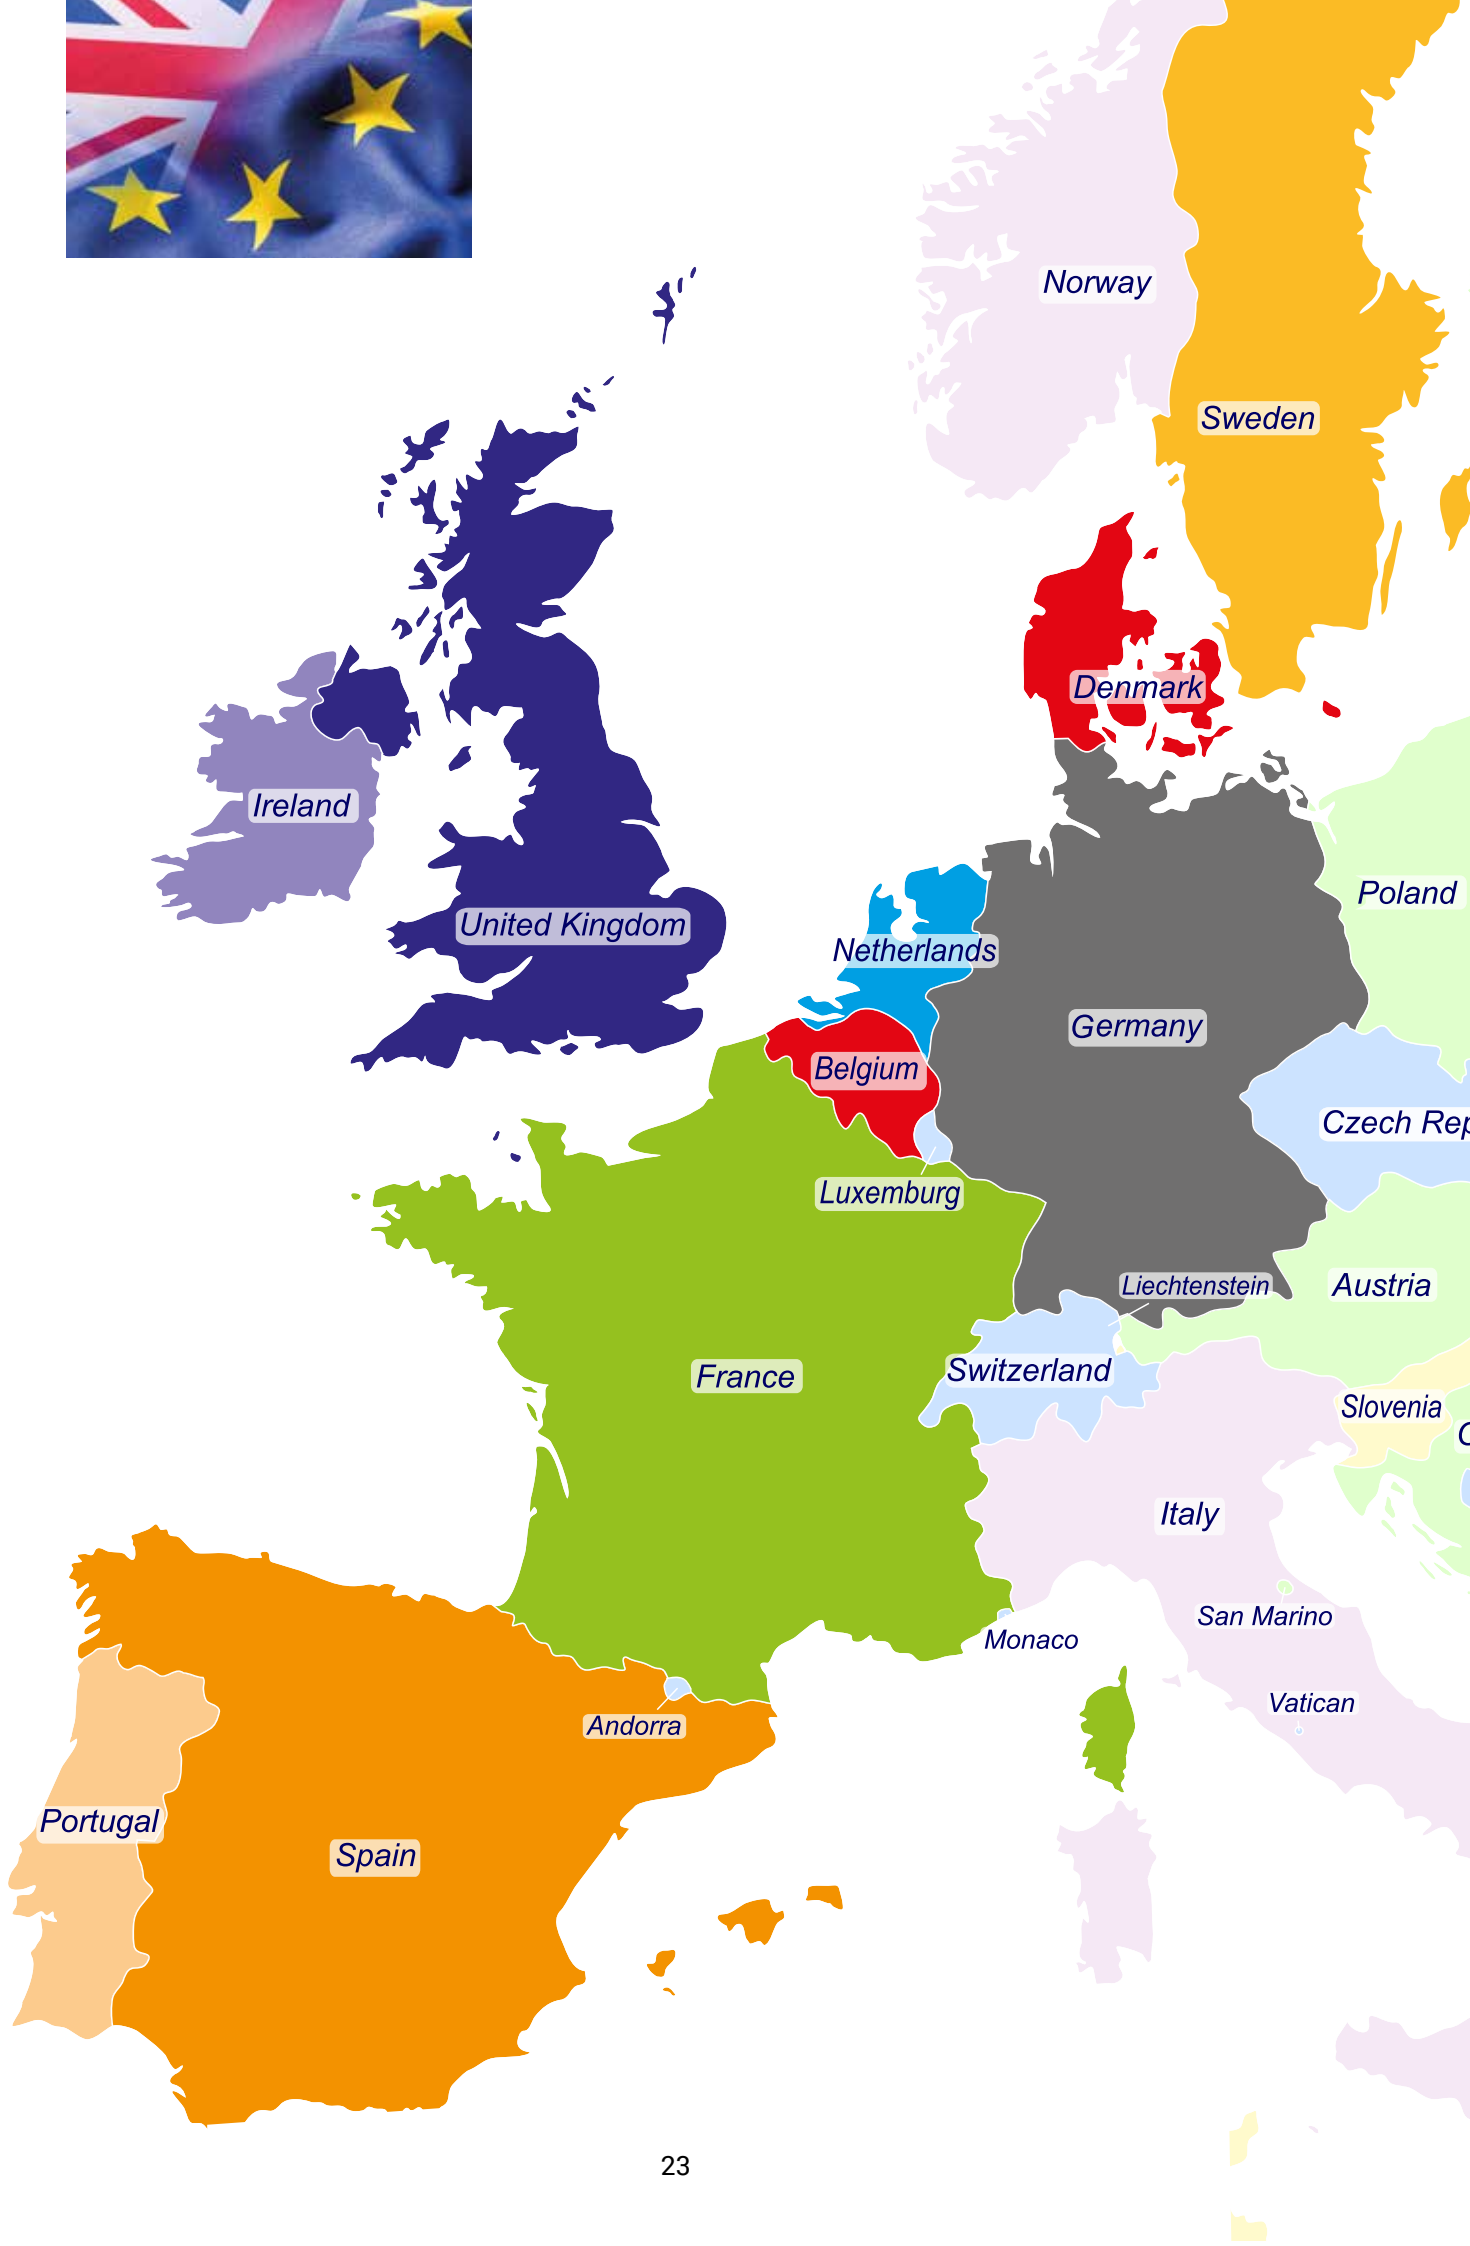 Norway
Sweden
Denmark
Ireland
Poland
United Kingdom
Netherlands
Germany
Belgium
Czech Rep
Luxemburg
Liechtenstein
Austria
Switzerland
France
Slovenia
C
Italy
San Marino
Monaco
Vatican
Andorra
Portugal
Spain
23